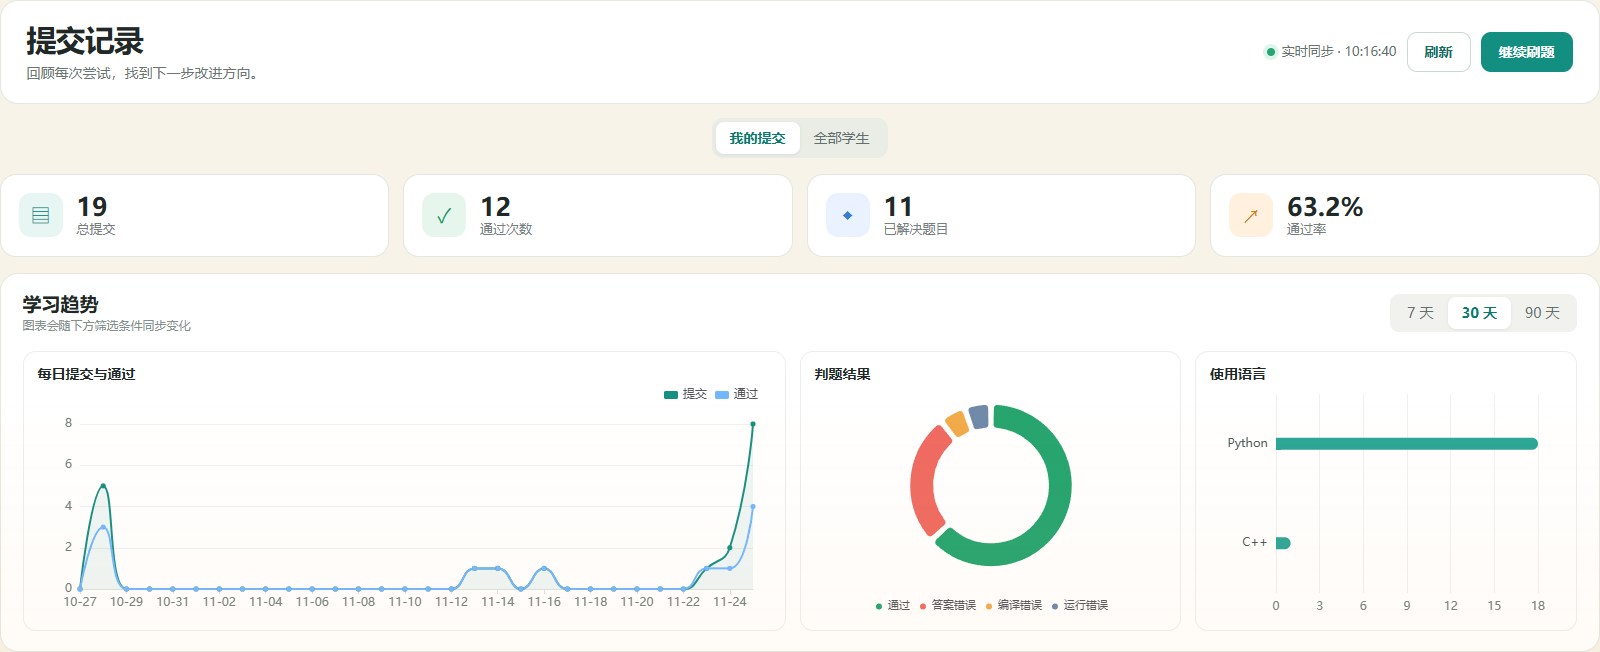 提交记录
回顾每次尝试，找到下一步改进方向。
实时同步 · 10:16:40
刷新
继续刷题
我的提交
全部学生
19
总提交
12
通过次数
11
已解决题目
63.2%
通过率
学习趋势
图表会随下方筛选条件同步变化
7 天
30 天
90 天
每日提交与通过
提交
通过
8
6
4
2
0
10-27
10-29
10-31
11-02
11-04
11-06
11-08
11-10
11-12
11-14
11-16
11-18
11-20
11-22
11-24
判题结果
通过
答案错误
编译错误
运行错误
使用语言
Python
C++
0
3
6
9
12
15
18